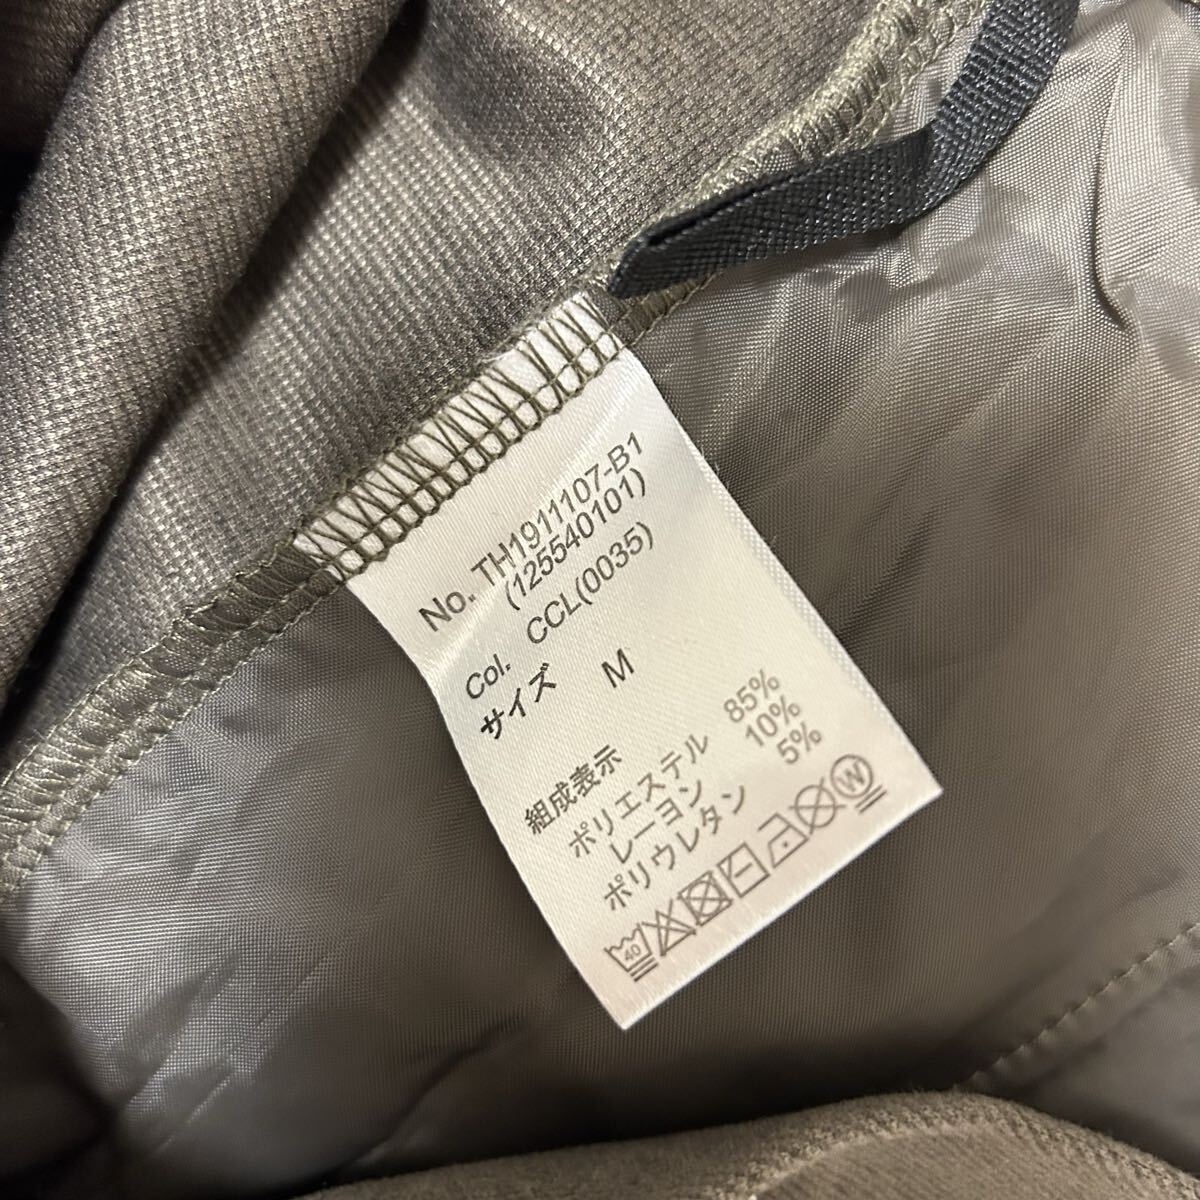 No. TH1911107-B1
(125540101)
Col. CCL(0035)
サイズ M
組成表示
ポリエステル 85%
レーヨン 10%
ポリウレタン 5%
40 W